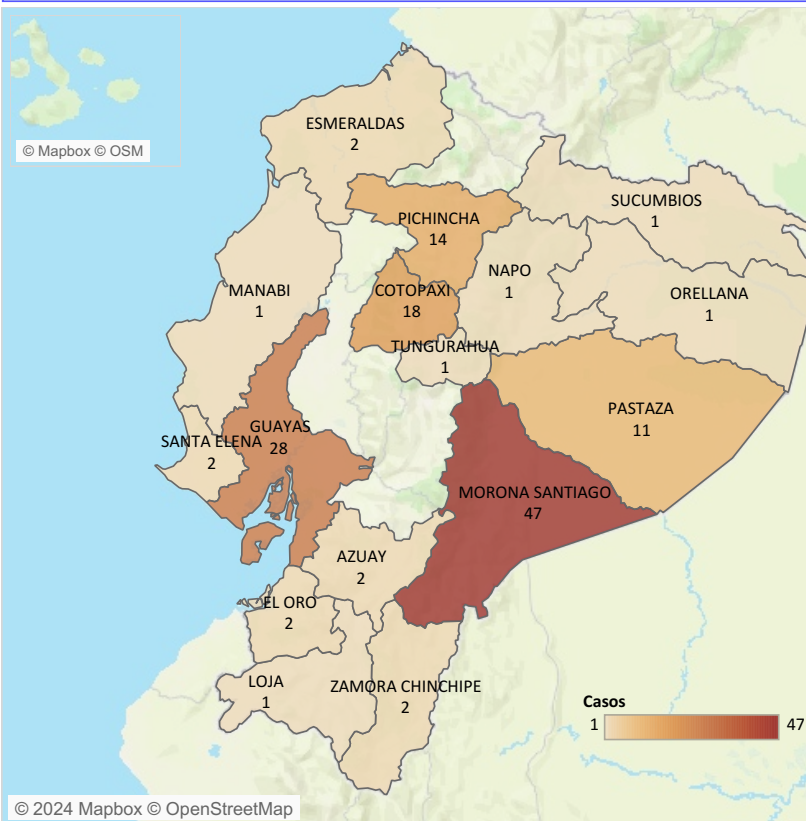 © Mapbox © OSM
ESMERALDAS
2
SUCUMBIOS
1
PICHINCHA
14
NAPO
1
MANABI
1
COTOPAXI
18
ORELLANA
1
TUNGURAHUA
1
PASTAZA
11
GUAYAS
28
SANTA ELENA
2
MORONA SANTIAGO
47
AZUAY
2
EL ORO
2
LOJA
1
ZAMORA CHINCHIPE
2
Casos
1 47
© 2024 Mapbox © OpenStreetMap